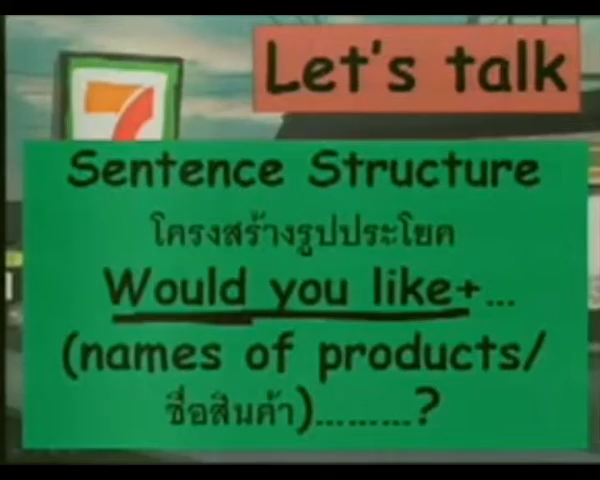 Let's talk
7
Sentence Structure
โครงสร้างรูปประโยค
Would you like+...
(names of products/
ชื่อสินค้า).........?